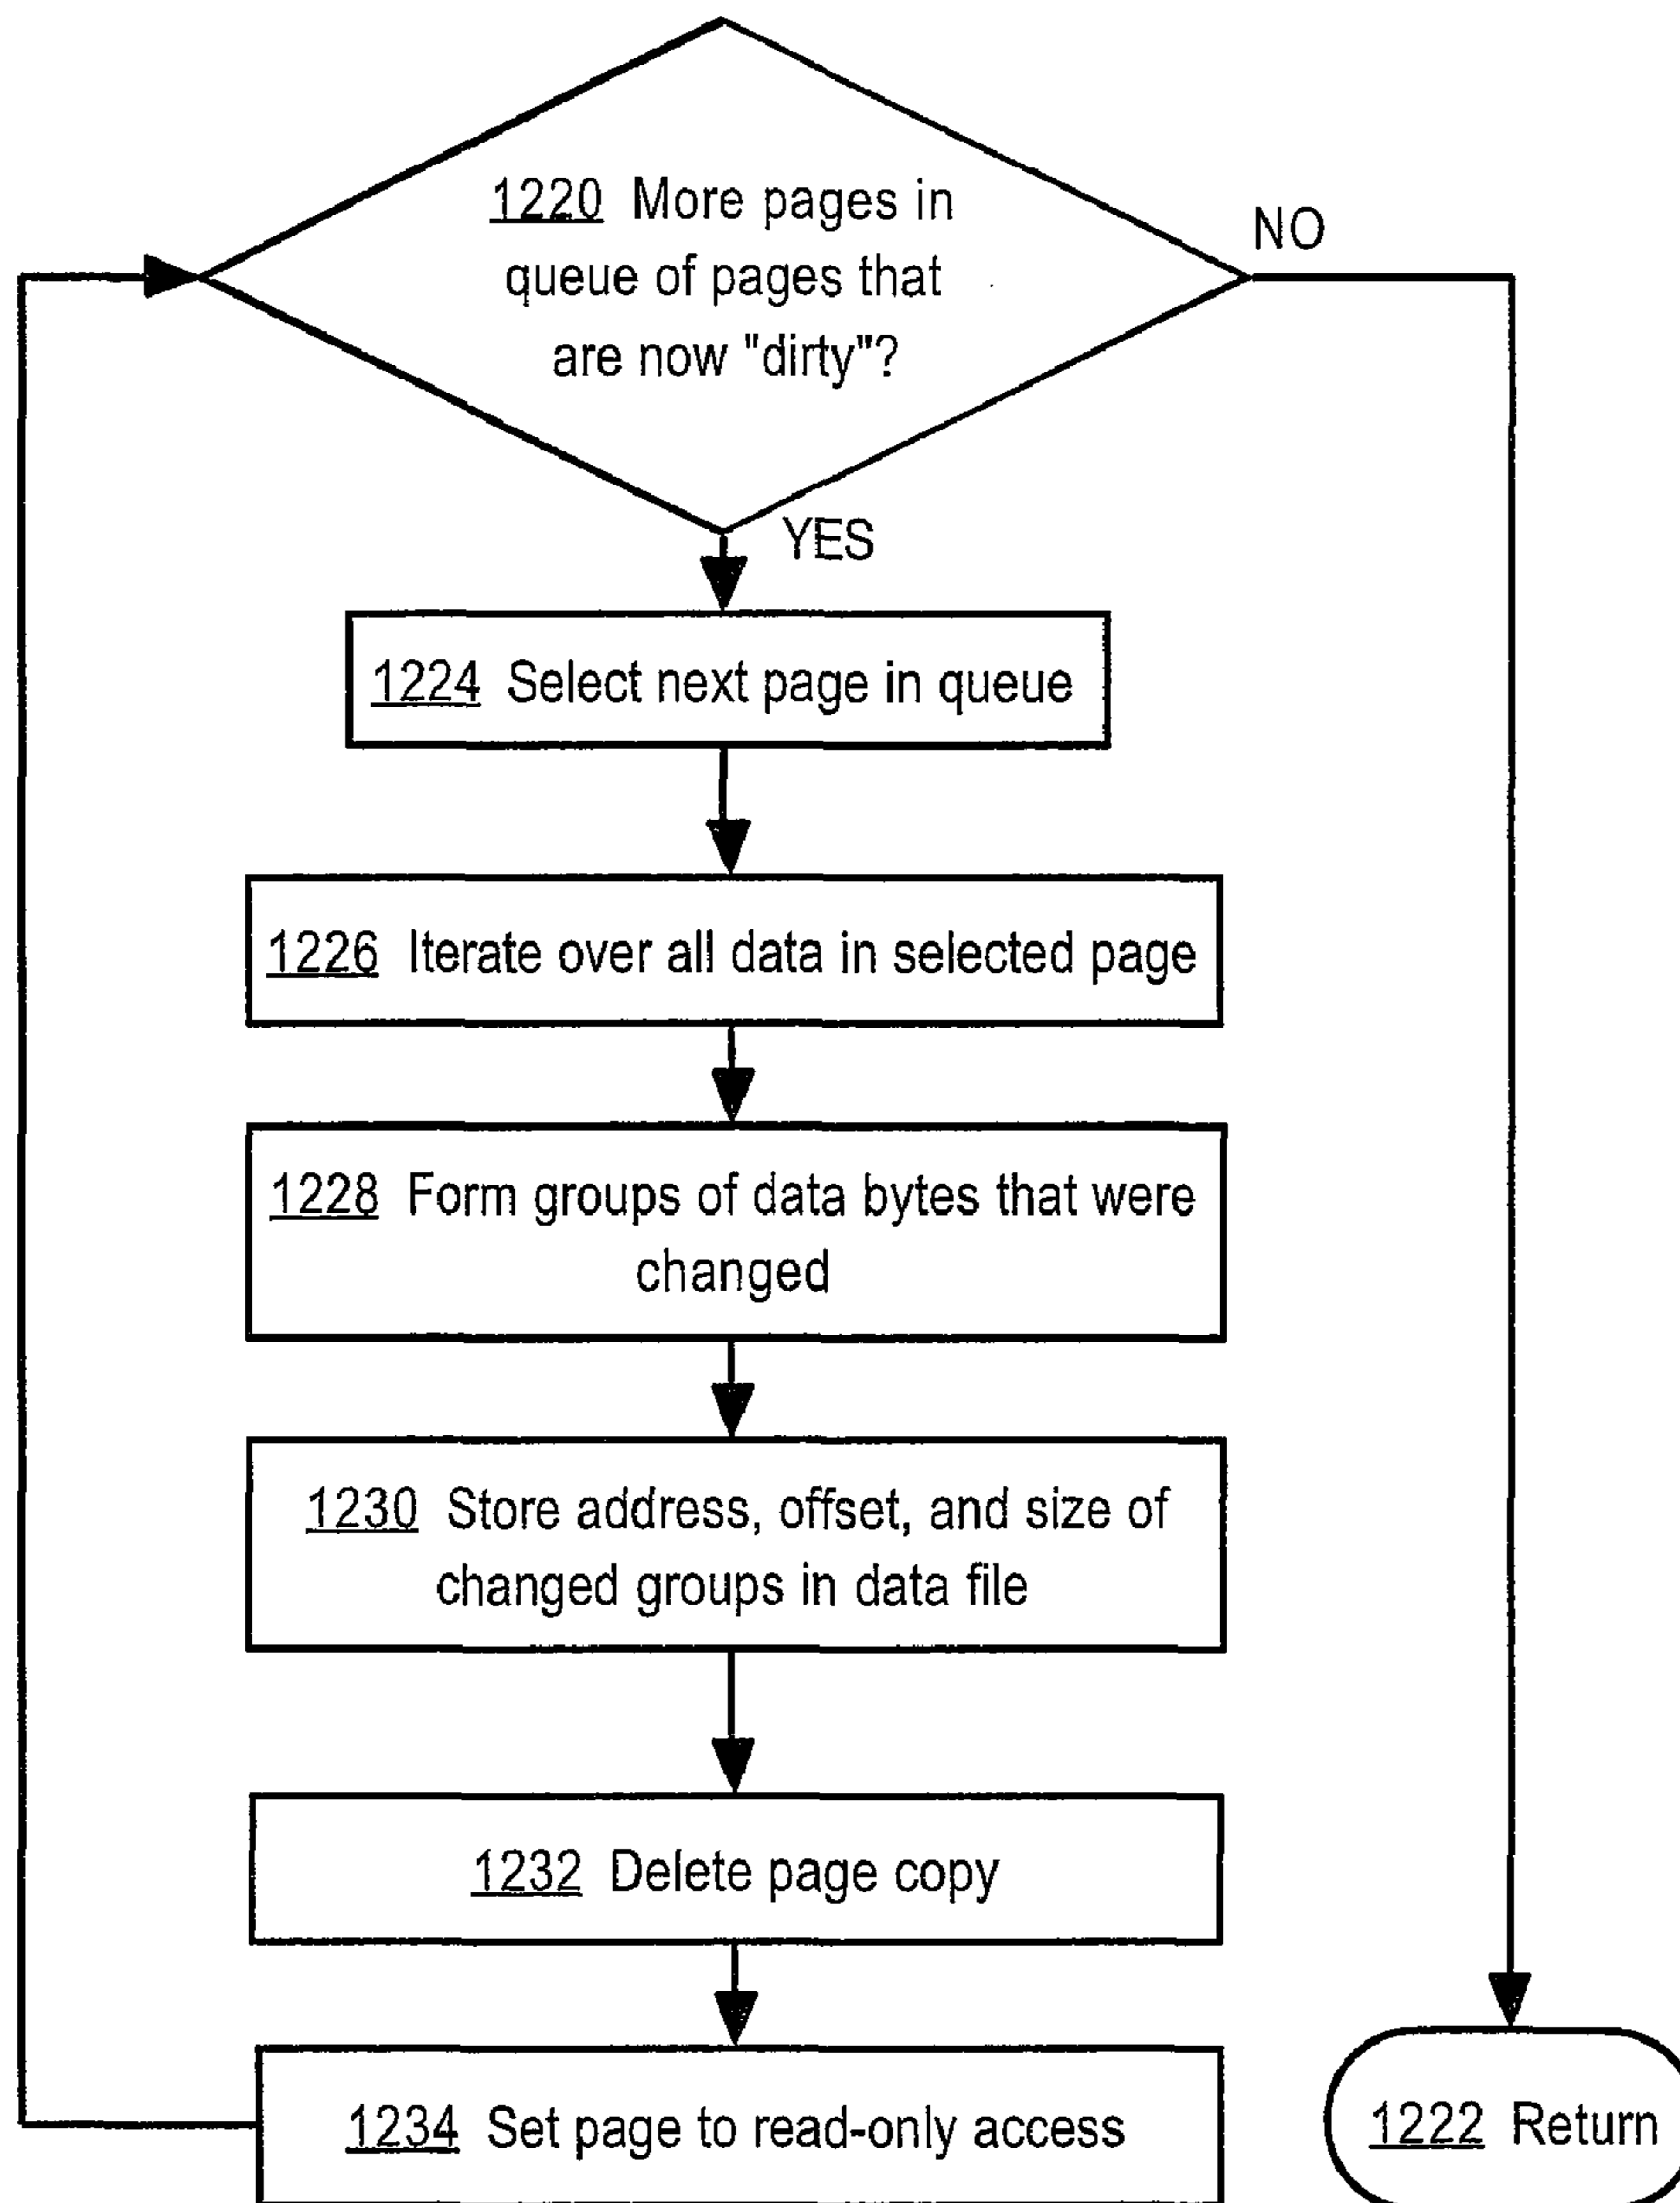 1220 More pages in
queue of pages that
are now "dirty"?
NO
YES
1224 Select next page in queue
1226 Iterate over all data in selected page
1228 Form groups of data bytes that were
changed
1230 Store address, offset, and size of
changed groups in data file
1232 Delete page copy
1234 Set page to read-only access
1222 Return